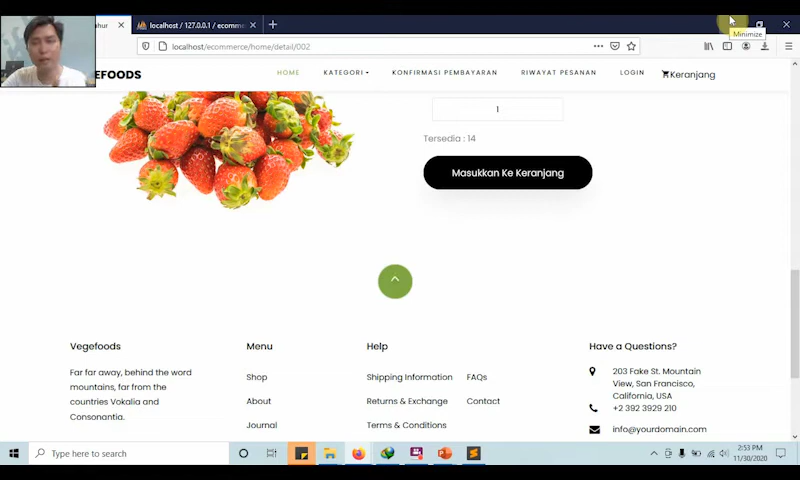 uhur
localhost / 127.0.0.1 / ecomme
Minimize
localhost/ecommerce/home/detail/002
EFOODS
HOME
KATEGORI
KONFIRMASI PEMBAYARAN
RIWAYAT PESANAN
LOGIN
Keranjang
1
Tersedia : 14
Masukkan Ke Keranjang
Vegefoods
Menu
Help
Have a Questions?
Far far away, behind the word
mountains, far from the
countries Vokalia and
Consonantia.
Shop
About
Journal
Shipping Information
Returns & Exchange
Terms & Conditions
FAQs
Contact
203 Fake St. Mountain
View, San Francisco,
California, USA
+2 392 3929 210
info@yourdomain.com
Type here to search
2:53 PM
11/30/2020